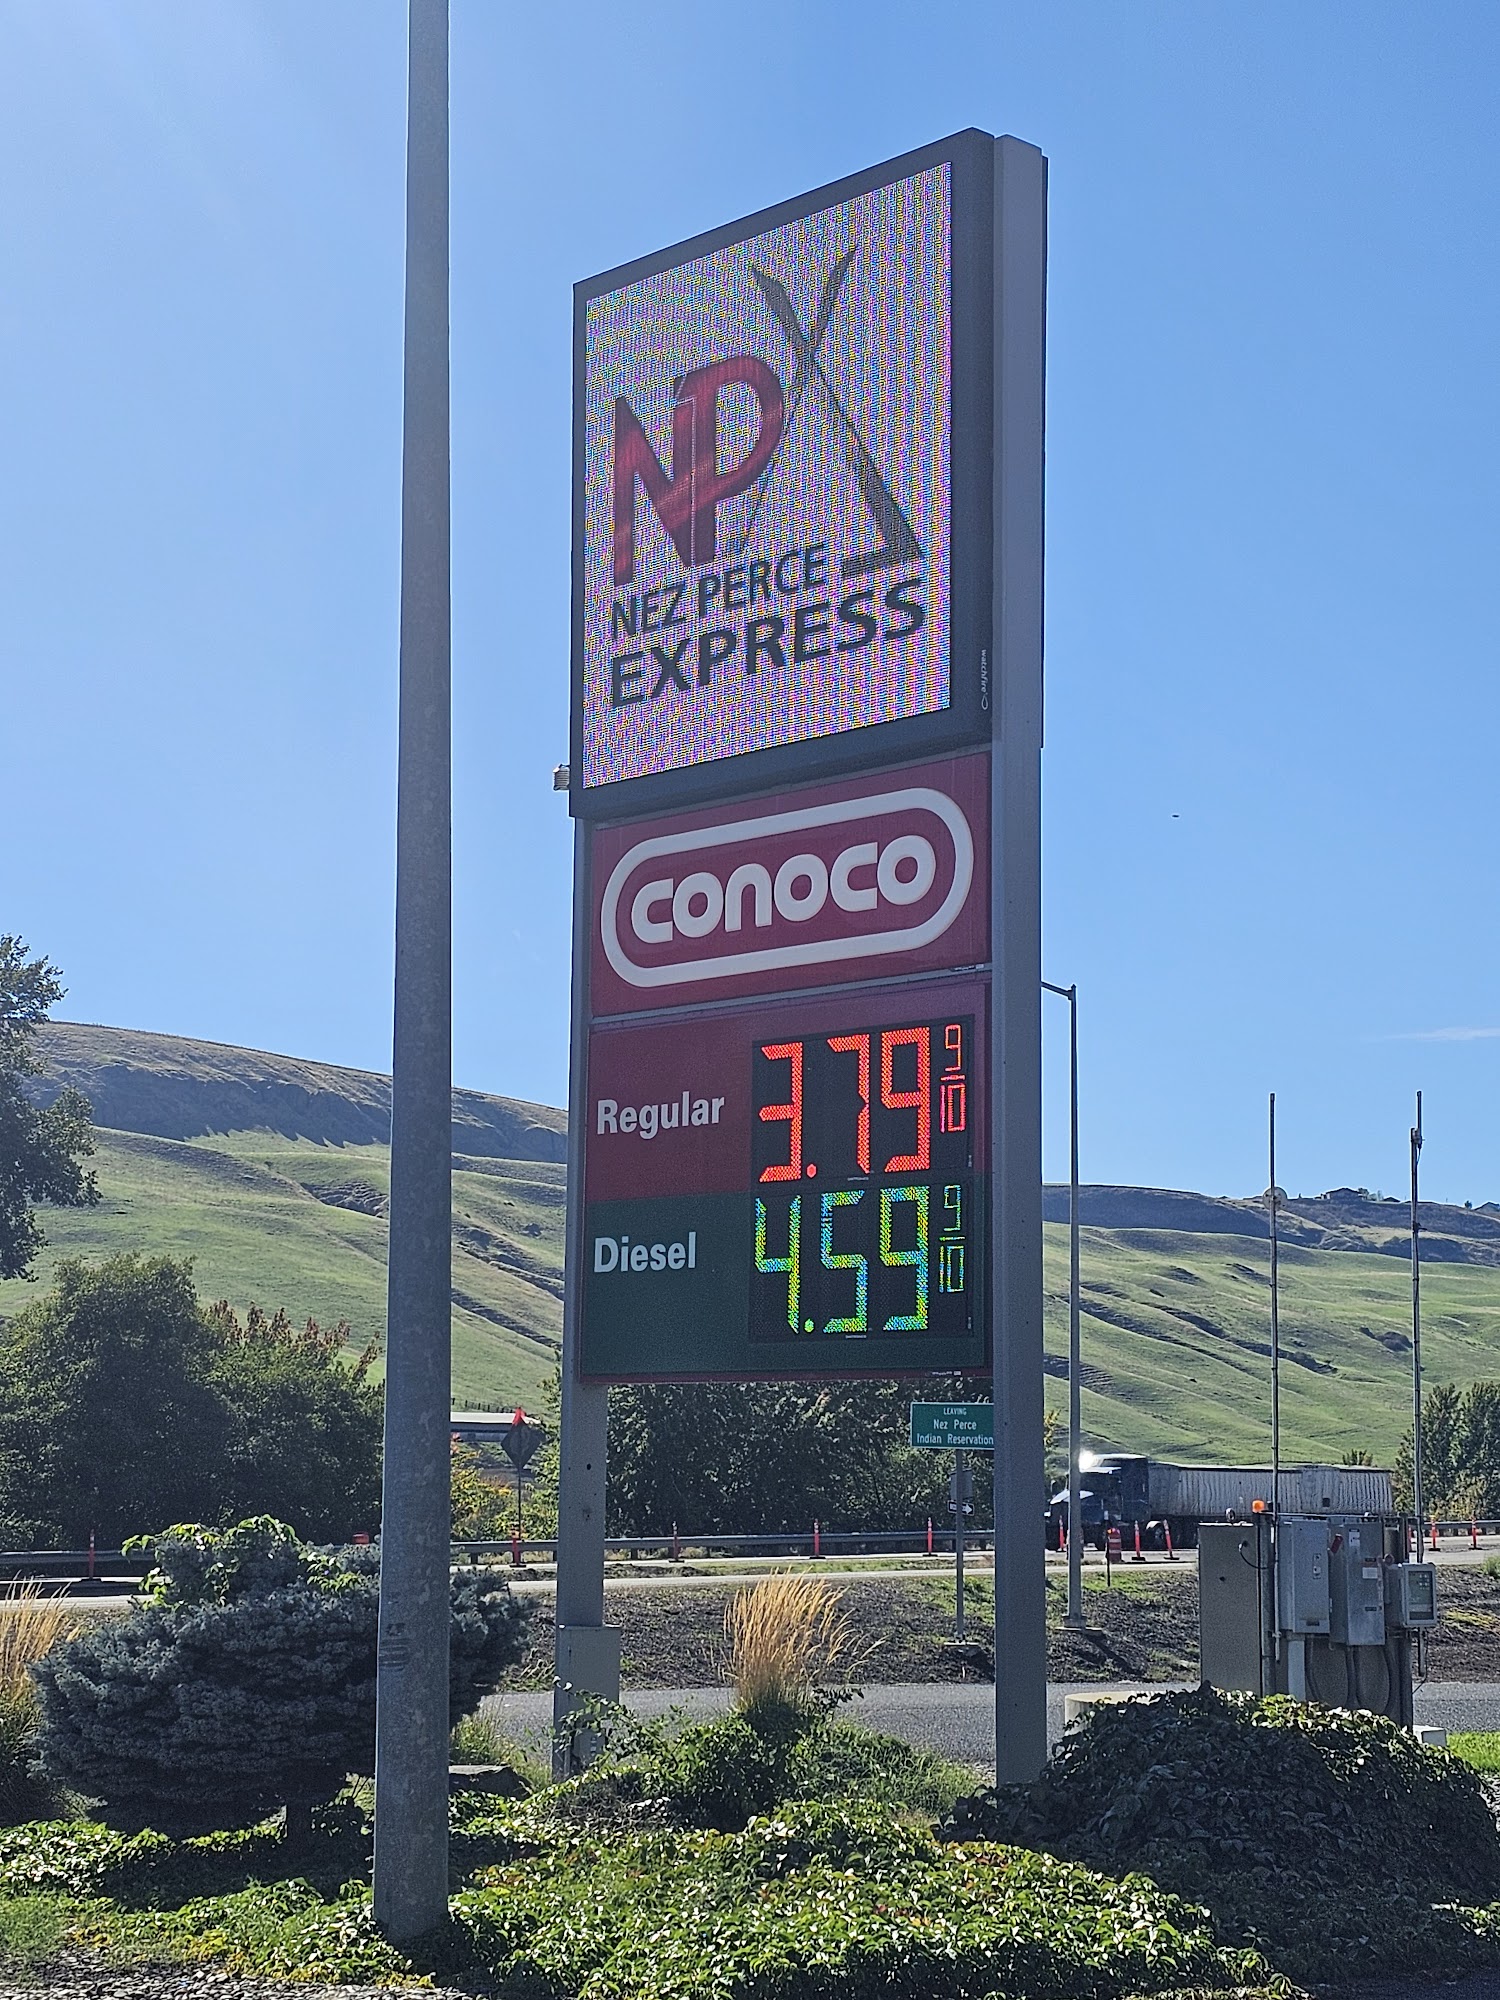 NP
NEZ PERCE
EXPRESS
watchfire
conoco
Regular 3.79 9/10
Diesel 4.59 9/10
LEAVING
Nez Perce
Indian Reservation